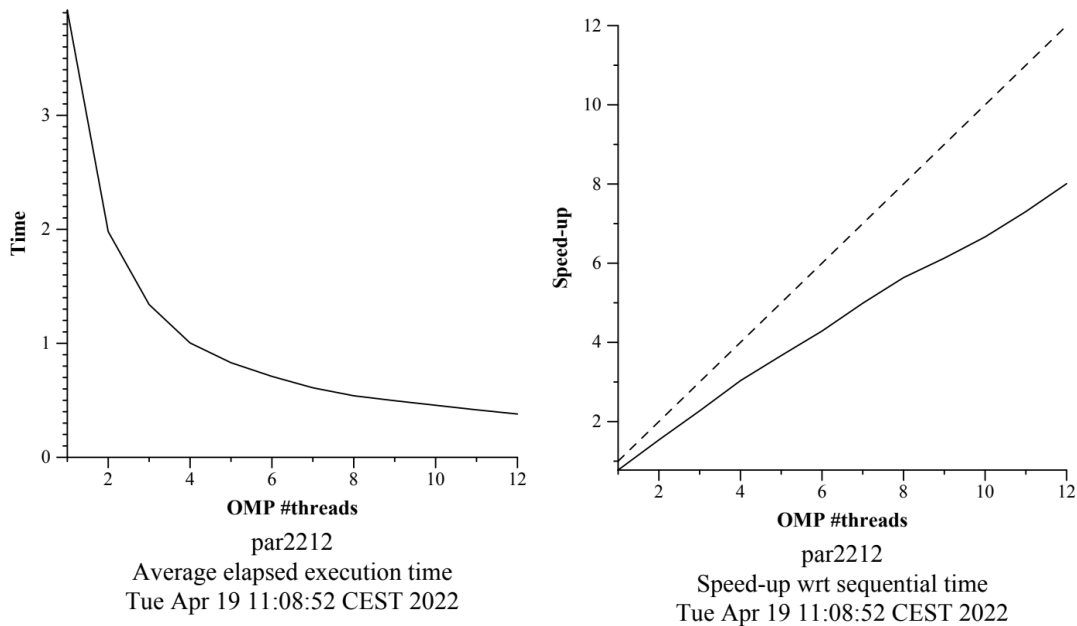 3
2
1
0
Time
2
4
6
8
10
12
OMP #threads
par2212
Average elapsed execution time
Tue Apr 19 11:08:52 CEST 2022
12
10
8
6
4
2
Speed-up
2
4
6
8
10
12
OMP #threads
par2212
Speed-up wrt sequential time
Tue Apr 19 11:08:52 CEST 2022